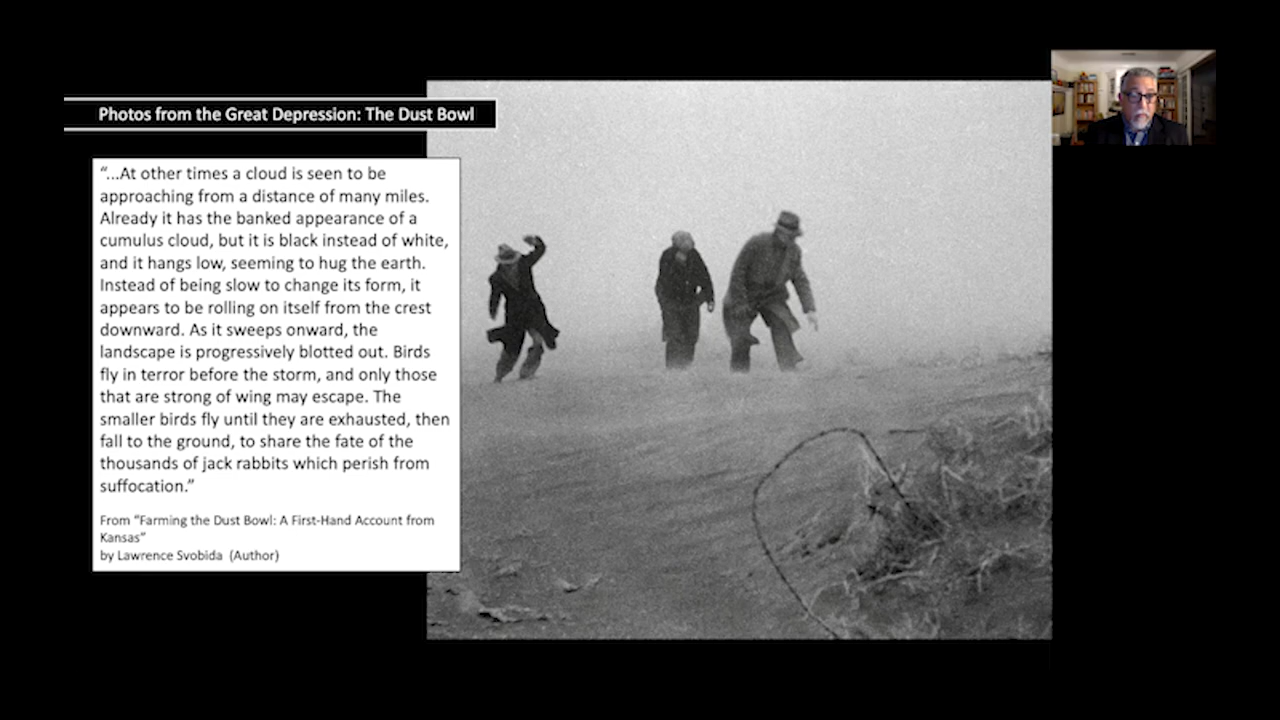 Photos from the Great Depression: The Dust Bowl
“...At other times a cloud is seen to be
approaching from a distance of many miles.
Already it has the banked appearance of a
cumulus cloud, but it is black instead of white,
and it hangs low, seeming to hug the earth.
Instead of being slow to change its form, it
appears to be rolling on itself from the crest
downward. As it sweeps onward, the
landscape is progressively blotted out. Birds
fly in terror before the storm, and only those
that are strong of wing may escape. The
smaller birds fly until they are exhausted, then
fall to the ground, to share the fate of the
thousands of jack rabbits which perish from
suffocation.”
From “Farming the Dust Bowl: A First-Hand Account from
Kansas”
by Lawrence Svobida (Author)